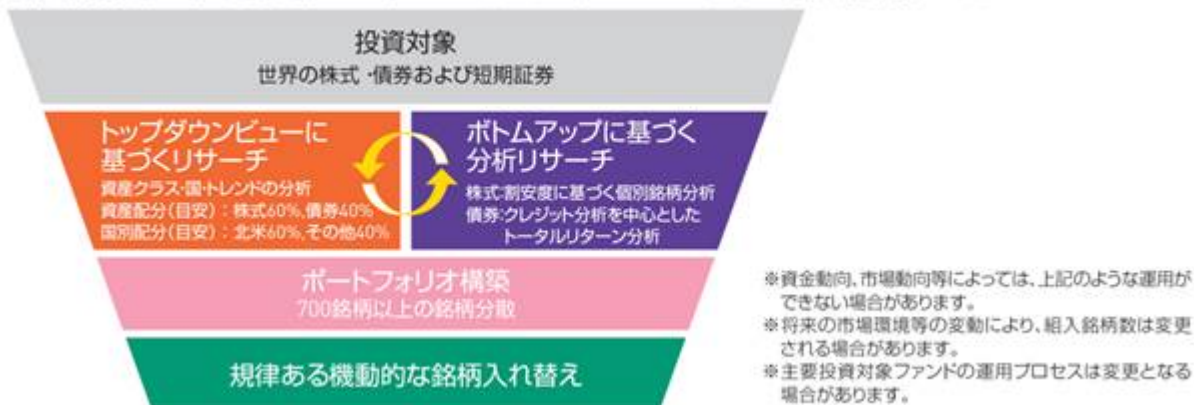 投資対象
世界の株式・債券および短期証券
トップダウンビューに
基づくリサーチ
資産クラス・国・トレンドの分析
資産配分(目安):株式60%、債券40%
国別配分(目安):北米60%、その他40%
ボトムアップに基づく
分析リサーチ
株式:割安度に基づく個別銘柄分析
債券:クレジット分析を中心とした
トータルリターン分析
ポートフォリオ構築
700銘柄以上の銘柄分散
規律ある機動的な銘柄入れ替え
※資金動向、市場動向等によっては、上記のような運用が
できない場合があります。
※将来の市場環境等の変動により、組入銘柄数は変更
される場合があります。
※主要投資対象ファンドの運用プロセスは変更となる
場合があります。